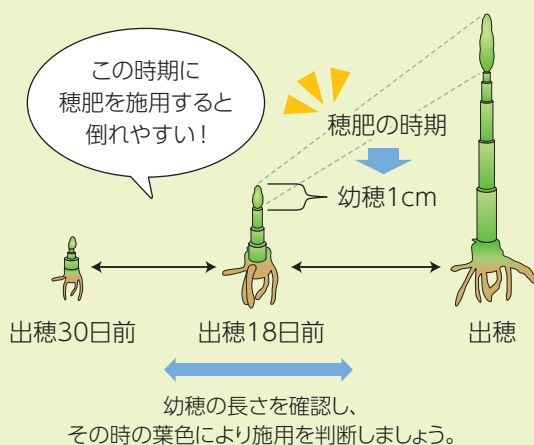 この時期に
穂肥を施用すると
倒れやすい！
穂肥の時期
幼穂1cm
出穂30日前
出穂18日前
出穂
幼穂の長さを確認し、
その時の葉色により施用を判断しましょう。